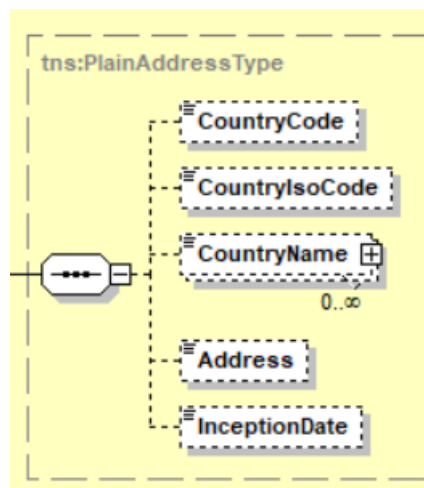 tns:PlainAddressType
CountryCode
CountryIsoCode
CountryName
0..∞
Address
InceptionDate